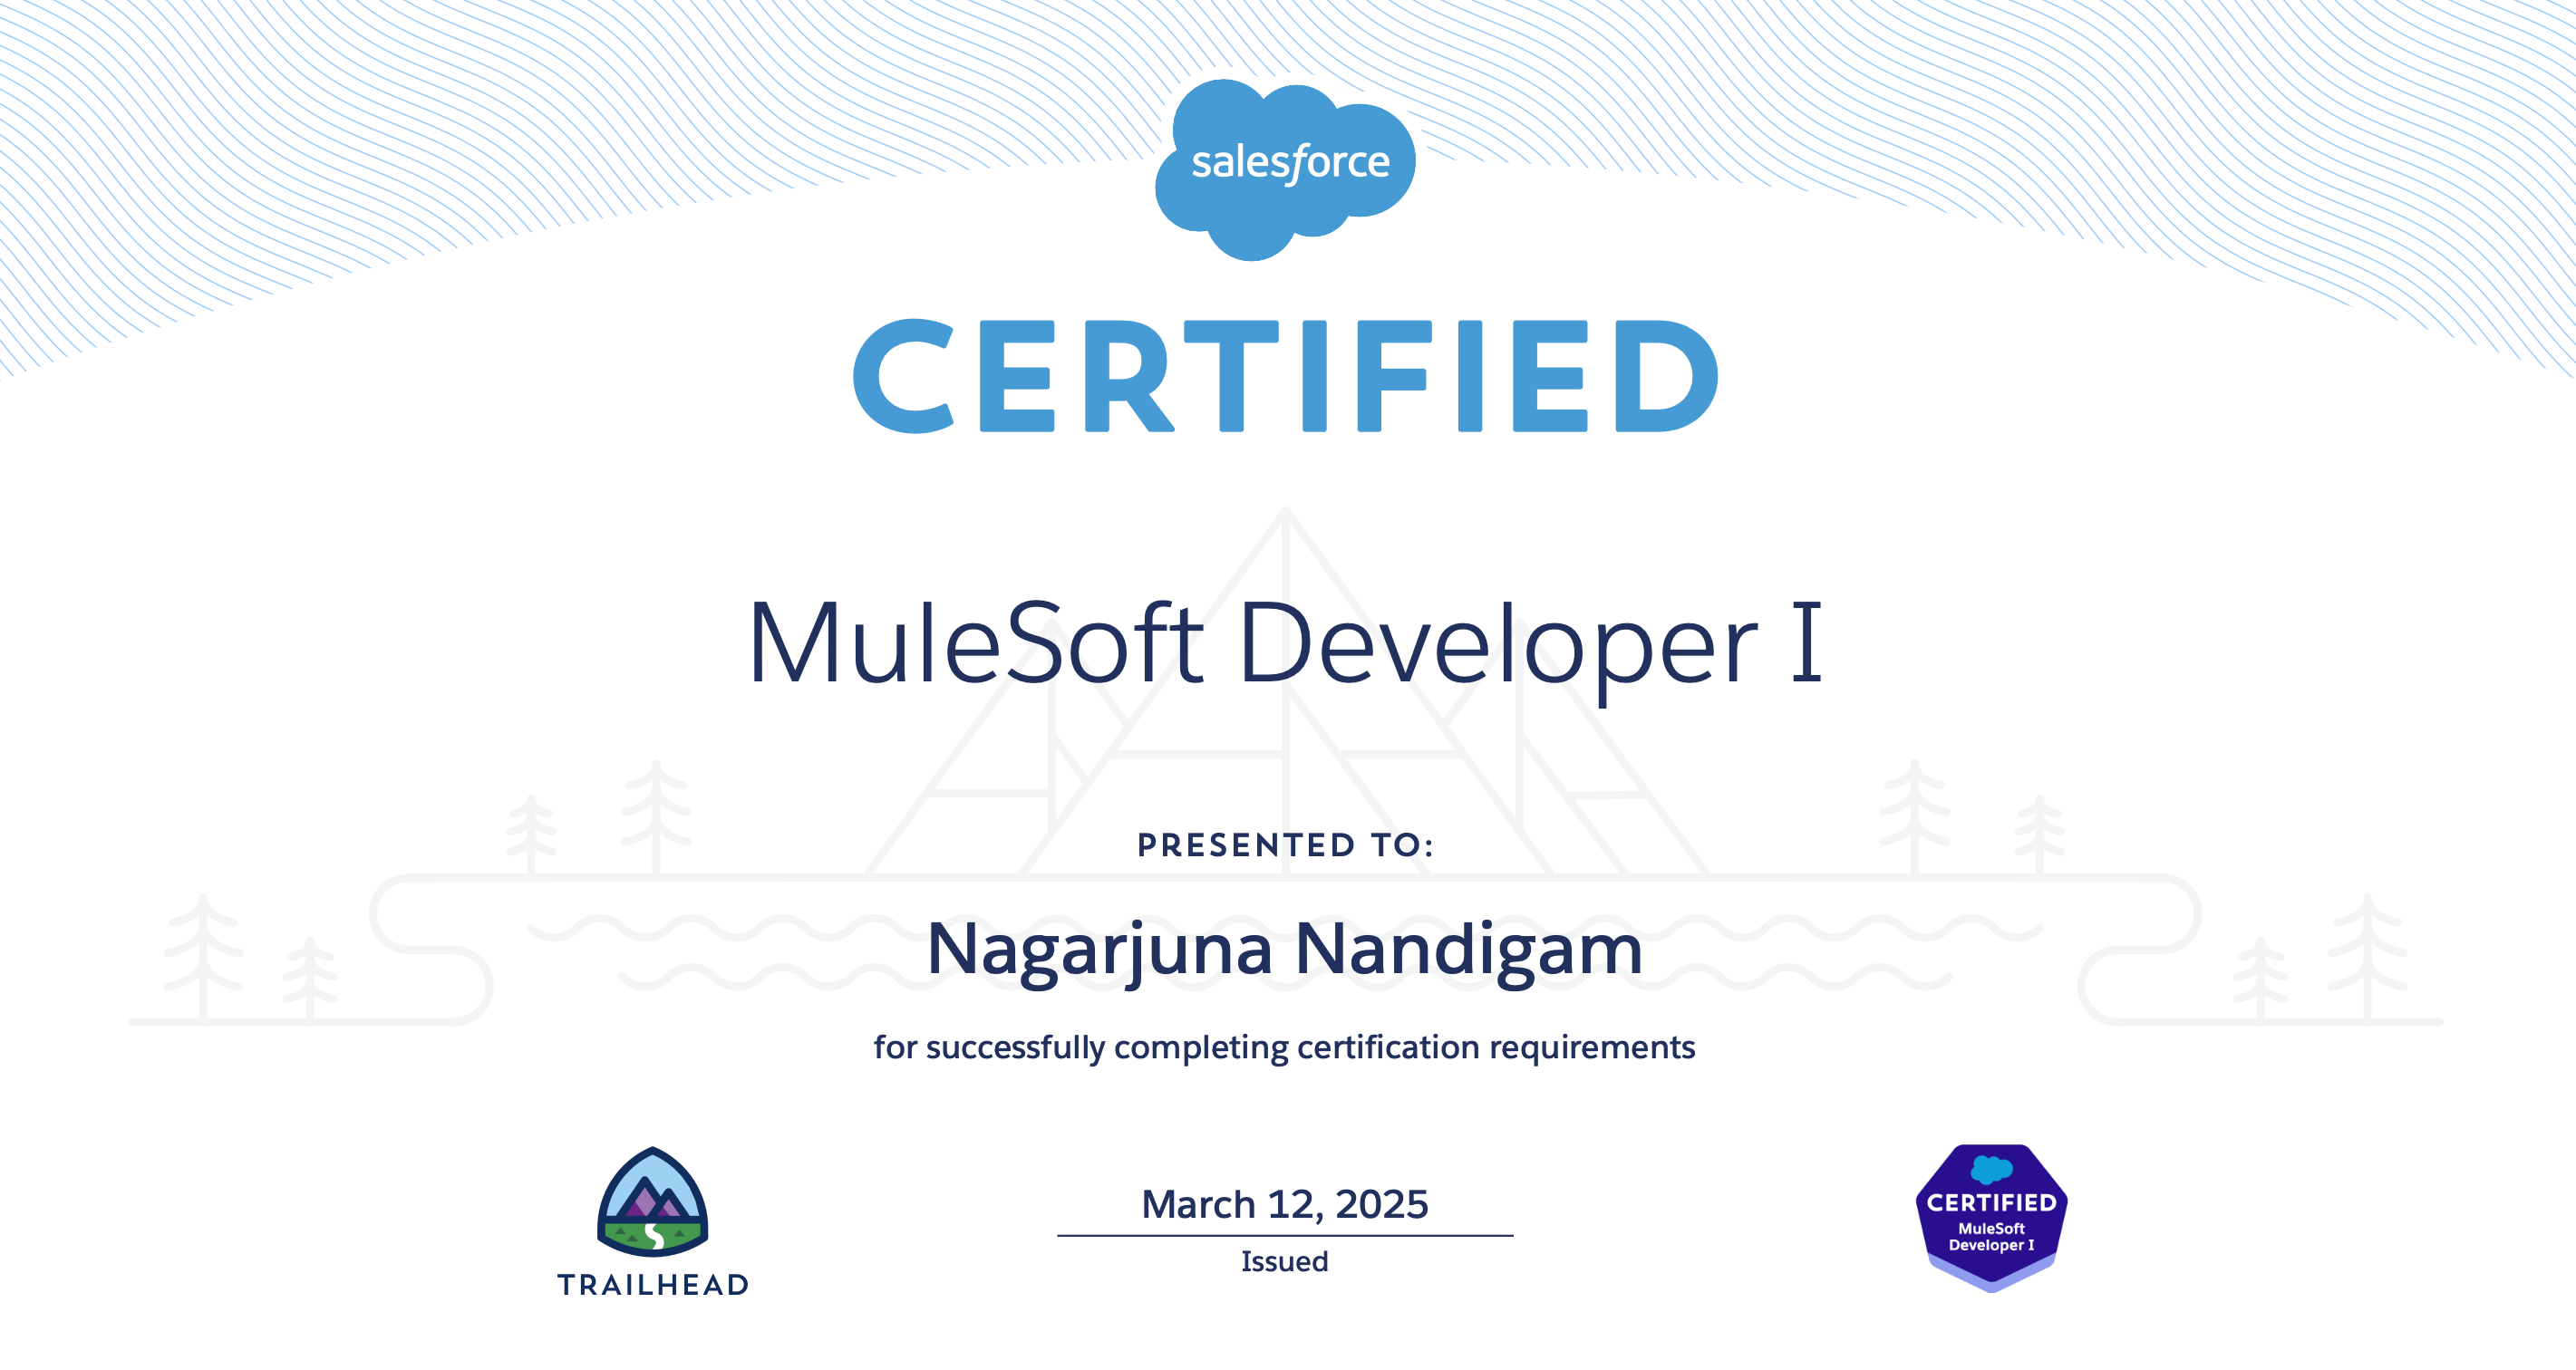 salesforce
CERTIFIED
MuleSoft Developer I
PRESENTED TO:
Nagarjuna Nandigam
for successfully completing certification requirements
March 12, 2025
Issued
TRAILHEAD
CERTIFIED
MuleSoft
Developer I